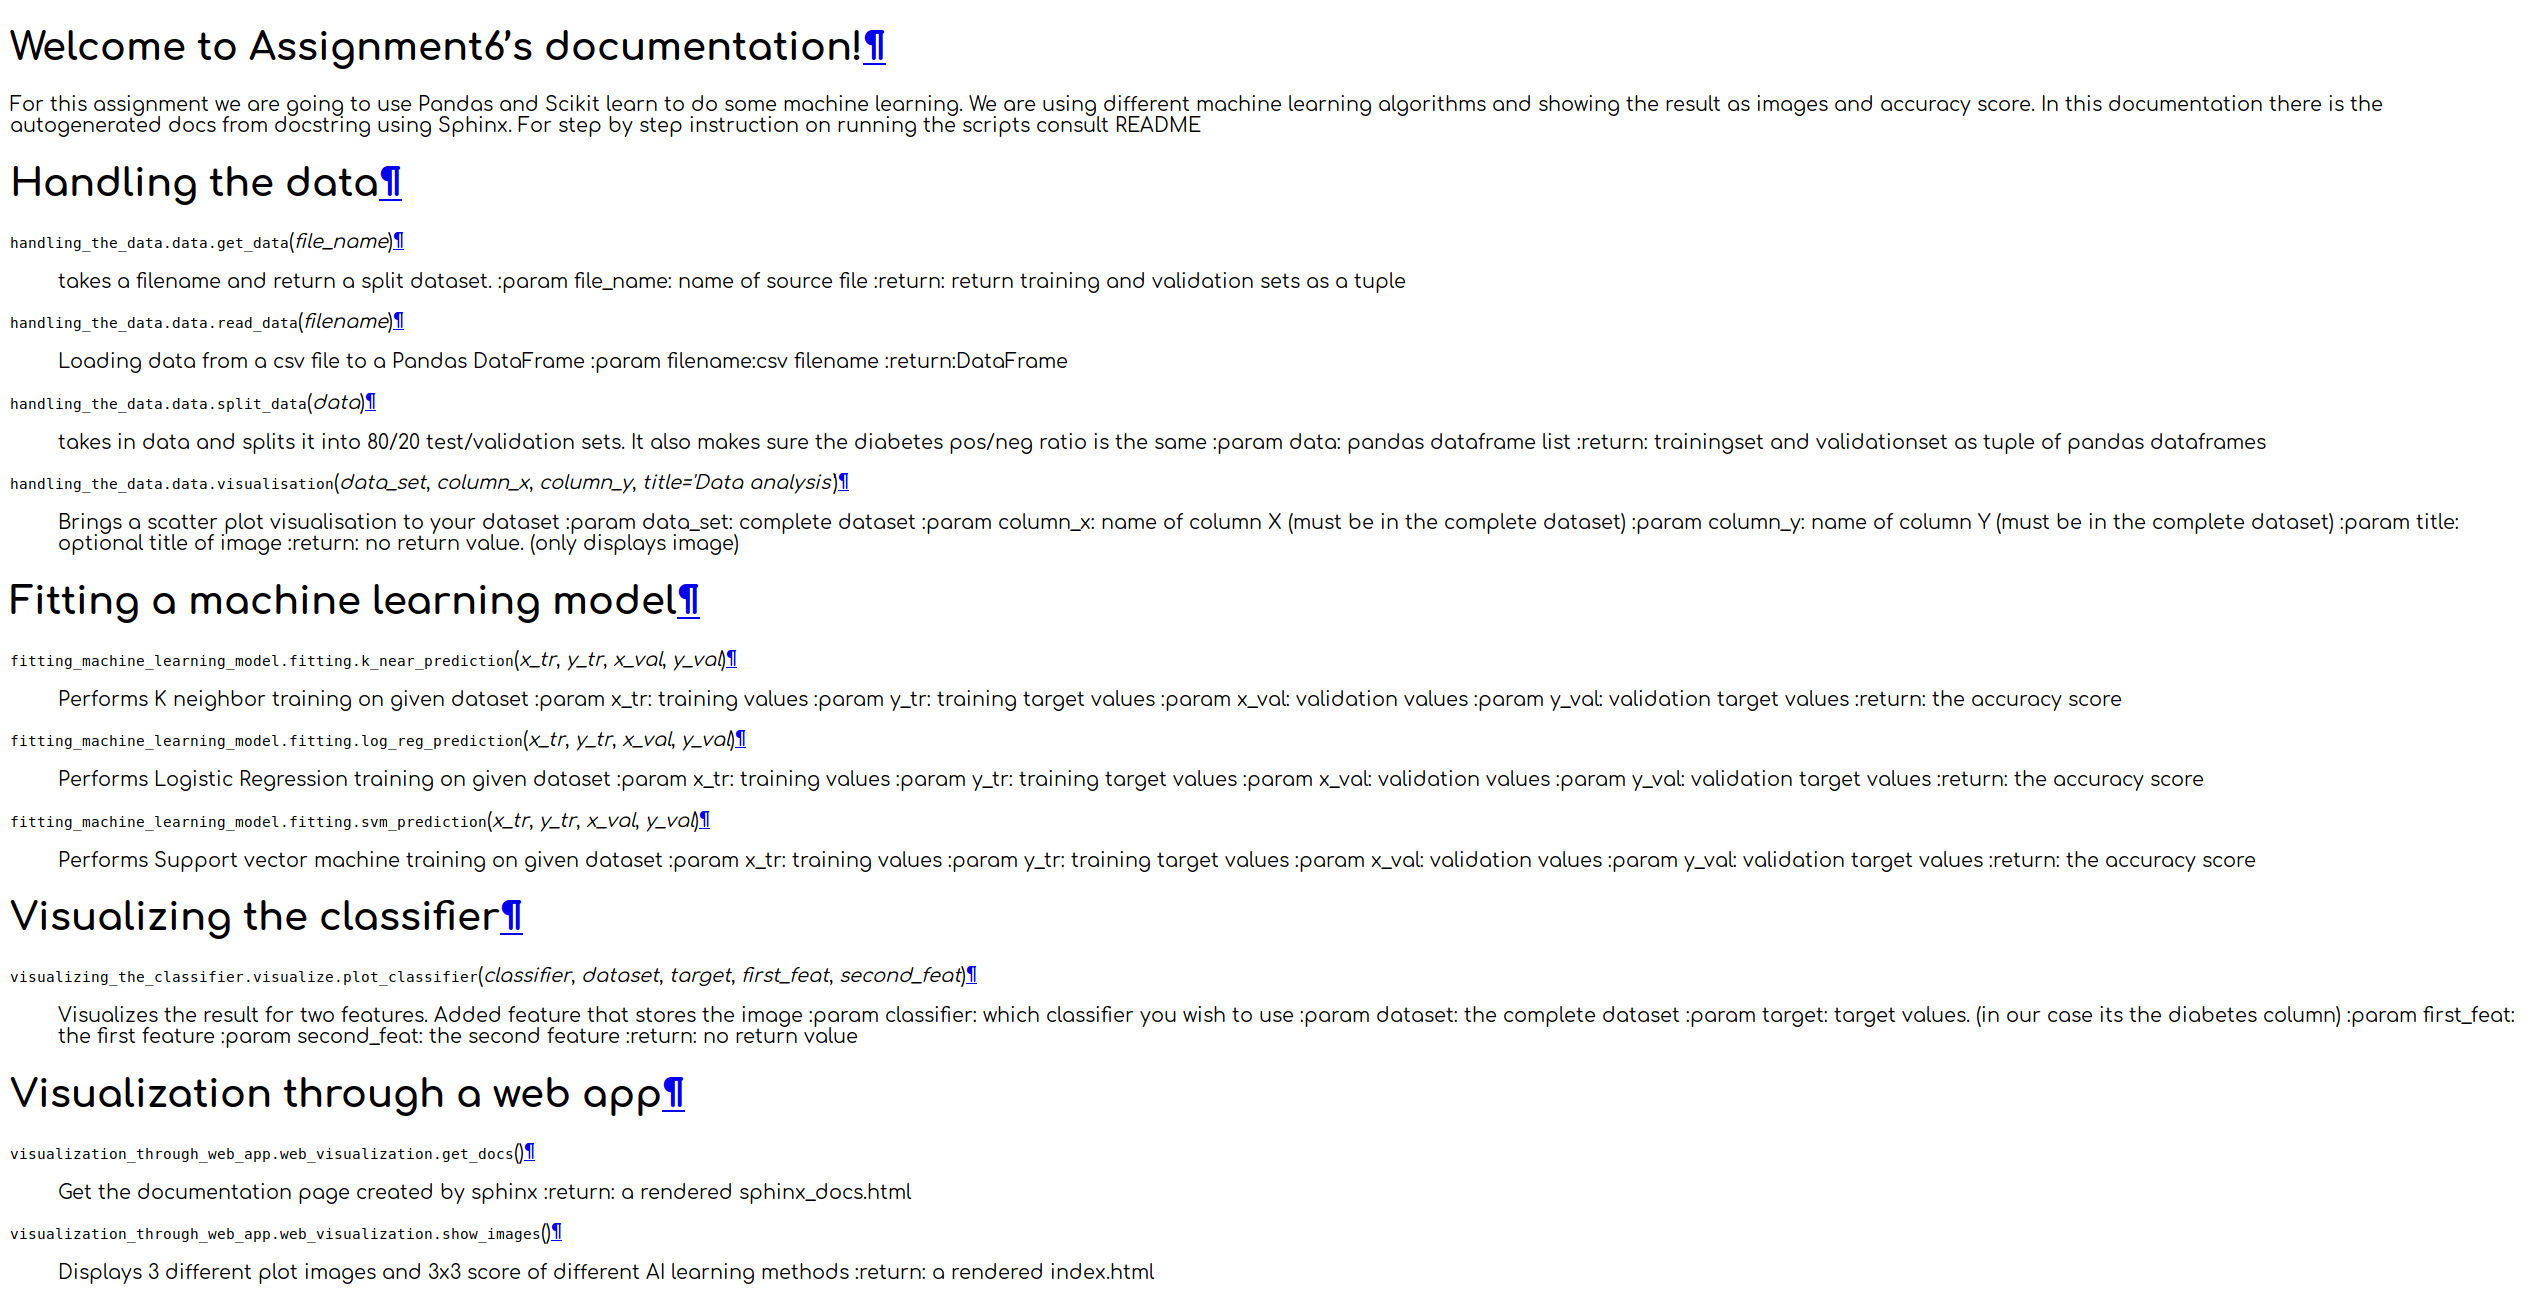 Welcome to Assignment6’s documentation!¶
For this assignment we are going to use Pandas and Scikit learn to do some machine learning. We are using different machine learning algorithms and showing the result as images and accuracy score. In this documentation there is the
autogenerated docs from docstring using Sphinx. For step by step instruction on running the scripts consult README
Handling the data¶
handling_the_data.data.get_data(file_name)¶
takes a filename and return a split dataset. :param file_name: name of source file :return: return training and validation sets as a tuple
handling_the_data.data.read_data(filename)¶
Loading data from a csv file to a Pandas DataFrame :param filename:csv filename :return:DataFrame
handling_the_data.data.split_data(data)¶
takes in data and splits it into 80/20 test/validation sets. It also makes sure the diabetes pos/neg ratio is the same :param data: pandas dataframe list :return: trainingset and validationset as tuple of pandas dataframes
handling_the_data.data.visualisation(data_set, column_x, column_y, title='Data analysis')¶
Brings a scatter plot visualisation to your dataset :param data_set: complete dataset :param column_x: name of column X (must be in the complete dataset) :param column_y: name of column Y (must be in the complete dataset) :param title:
optional title of image :return: no return value. (only displays image)
Fitting a machine learning model¶
fitting_machine_learning_model.fitting.k_near_prediction(x_tr, y_tr, x_val, y_val)¶
Performs K neighbor training on given dataset :param x_tr: training values :param y_tr: training target values :param x_val: validation values :param y_val: validation target values :return: the accuracy score
fitting_machine_learning_model.fitting.log_reg_prediction(x_tr, y_tr, x_val, y_val)¶
Performs Logistic Regression training on given dataset :param x_tr: training values :param y_tr: training target values :param x_val: validation values :param y_val: validation target values :return: the accuracy score
fitting_machine_learning_model.fitting.svm_prediction(x_tr, y_tr, x_val, y_val)¶
Performs Support vector machine training on given dataset :param x_tr: training values :param y_tr: training target values :param x_val: validation values :param y_val: validation target values :return: the accuracy score
Visualizing the classifier¶
visualizing_the_classifier.visualize.plot_classifier(classifier, dataset, target, first_feat, second_feat)¶
Visualizes the result for two features. Added feature that stores the image :param classifier: which classifier you wish to use :param dataset: the complete dataset :param target: target values. (in our case its the diabetes column) :param first_feat:
the first feature :param second_feat: the second feature :return: no return value
Visualization through a web app¶
visualization_through_web_app.web_visualization.get_docs()¶
Get the documentation page created by sphinx :return: a rendered sphinx_docs.html
visualization_through_web_app.web_visualization.show_images()¶
Displays 3 different plot images and 3x3 score of different AI learning methods :return: a rendered index.html